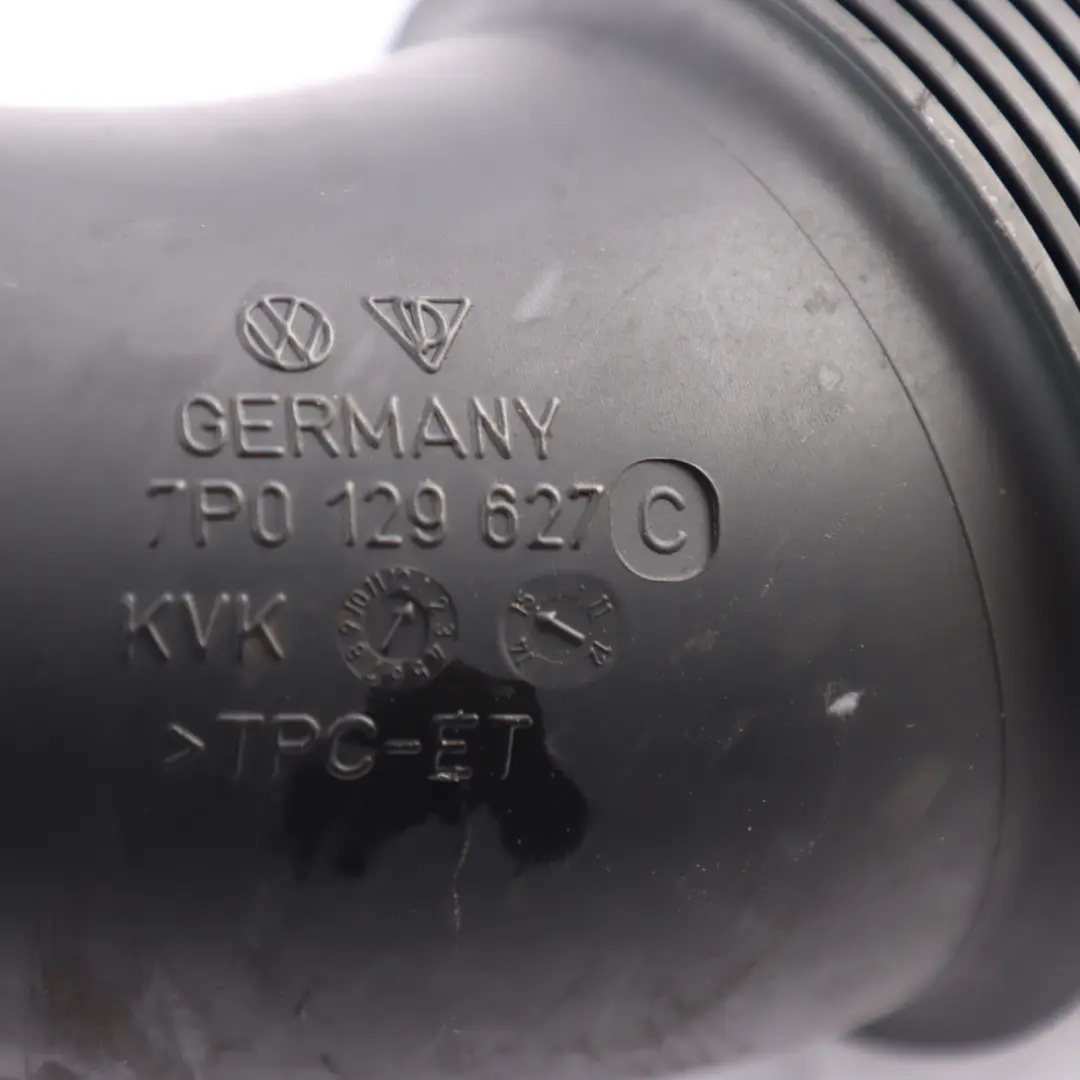 GERMANY
7P0 129 627 C
KVK
>TPC-ET